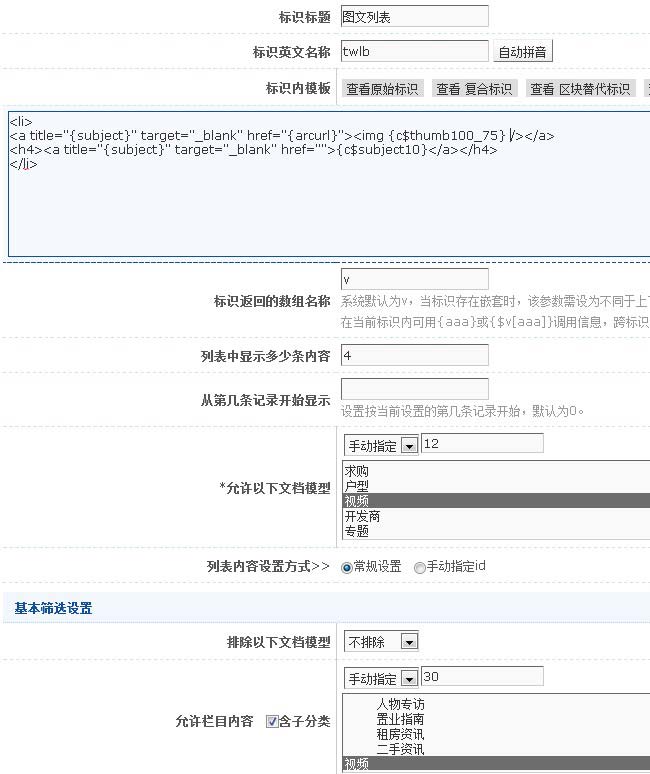 标识标题 图文列表
标识英文名称 twlb 自动拼音
标识内模板 查看原始标识 查看 复合标识 查看 区块替代标识
<li>
<a title="{subject}" target="_blank" href="{arcurl}"><img {c$thumb100_75} /></a>
<h4><a title="{subject}" target="_blank" href="">{c$subject10}</a></h4>
</li>
标识返回的数组名称 v
系统默认为v，当标识存在嵌套时，该参数需设为不同于上
在当前标识内可用{aaa}或{$v[aaa]}调用信息，跨标识
列表中显示多少条内容 4
从第几条记录开始显示
设置按当前设置的第几条记录开始，默认为0。
*允许以下文档模型 手动指定 12
求购
户型
视频
开发商
专题
列表内容设置方式>> 常规设置 手动指定id
基本筛选设置
排除以下文档模型 不排除
允许栏目内容 含子分类 手动指定 30
人物专访
置业指南
租房资讯
二手资讯
视频